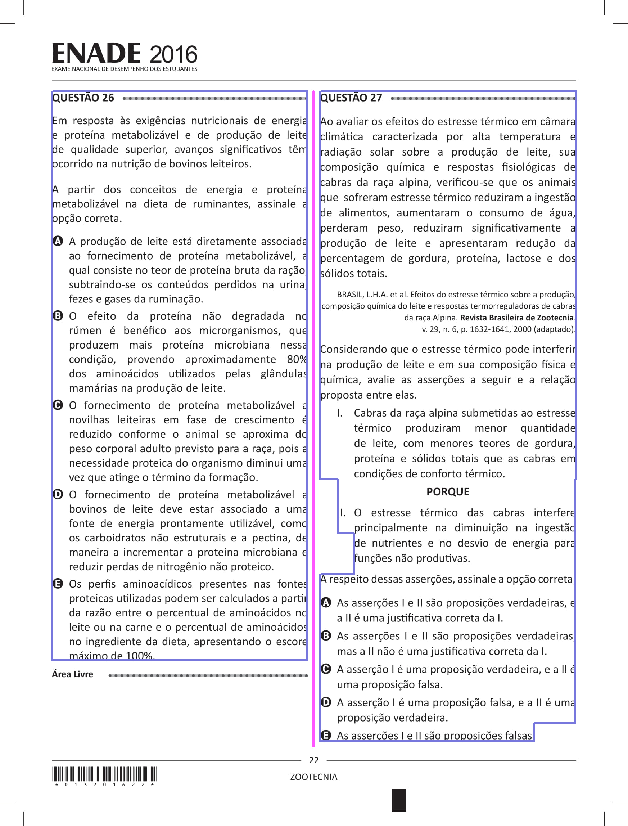 ENADE 2016
EXAME NACIONAL DE DESEMPENHO DOS ESTUDANTES
QUESTÃO 26
Em resposta às exigências nutricionais de energia
e proteína metabolizável e de produção de leite
de qualidade superior, avanços significativos têm
ocorrido na nutrição de bovinos leiteiros.
A partir dos conceitos de energia e proteína
metabolizável na dieta de ruminantes, assinale a
opção correta.
A A produção de leite está diretamente associada
ao fornecimento de proteína metabolizável, a
qual consiste no teor de proteína bruta da ração
subtraindo-se os conteúdos perdidos na urina,
fezes e gases da ruminação.
B O efeito da proteína não degradada no
rúmen é benéfico aos microrganismos, que
produzem mais proteína microbiana nessa
condição, provendo aproximadamente 80%
dos aminoácidos utilizados pelas glândulas
mamárias na produção de leite.
C O fornecimento de proteína metabolizável a
novilhas leiteiras em fase de crescimento é
reduzido conforme o animal se aproxima do
peso corporal adulto previsto para a raça, pois a
necessidade proteica do organismo diminui uma
vez que atinge o término da formação.
D O fornecimento de proteína metabolizável a
bovinos de leite deve estar associado a uma
fonte de energia prontamente utilizável, como
os carboidratos não estruturais e a pectina, de
maneira a incrementar a proteína microbiana e
reduzir perdas de nitrogênio não proteico.
E Os perfis aminoacídicos presentes nas fontes
proteicas utilizadas podem ser calculados a partir
da razão entre o percentual de aminoácidos no
leite ou na carne e o percentual de aminoácidos
no ingrediente da dieta, apresentando o escore
máximo de 100%.
Área Livre
QUESTÃO 27
Ao avaliar os efeitos do estresse térmico em câmara
climática caracterizada por alta temperatura e
radiação solar sobre a produção de leite, sua
composição química e respostas fisiológicas de
cabras da raça alpina, verificou-se que os animais
que sofreram estresse térmico reduziram a ingestão
de alimentos, aumentaram o consumo de água,
perderam peso, reduziram significativamente a
produção de leite e apresentaram redução da
percentagem de gordura, proteína, lactose e dos
sólidos totais.
BRASIL, L.H.A. et al. Efeitos do estresse térmico sobre a produção,
composição química do leite e respostas termorreguladoras de cabras
da raça Alpina. Revista Brasileira de Zootecnia.
v. 29, n. 6, p. 1632-1641, 2000 (adaptado).
Considerando que o estresse térmico pode interferir
na produção de leite e em sua composição física e
química, avalie as asserções a seguir e a relação
proposta entre elas.
I. Cabras da raça alpina submetidas ao estresse
térmico produziram menor quantidade
de leite, com menores teores de gordura,
proteína e sólidos totais que as cabras em
condições de conforto térmico.
PORQUE
I. O estresse térmico das cabras interfere
principalmente na diminuição na ingestão
de nutrientes e no desvio de energia para
funções não produtivas.
A respeito dessas asserções, assinale a opção correta
A As asserções I e II são proposições verdadeiras, e
a II é uma justificativa correta da I.
B As asserções I e II são proposições verdadeiras
mas a II não é uma justificativa correta da I.
C A asserção I é uma proposição verdadeira, e a II é
uma proposição falsa.
D A asserção I é uma proposição falsa, e a II é uma
proposição verdadeira.
E As asserções I e II são proposições falsas
22
ZOOTECNIA